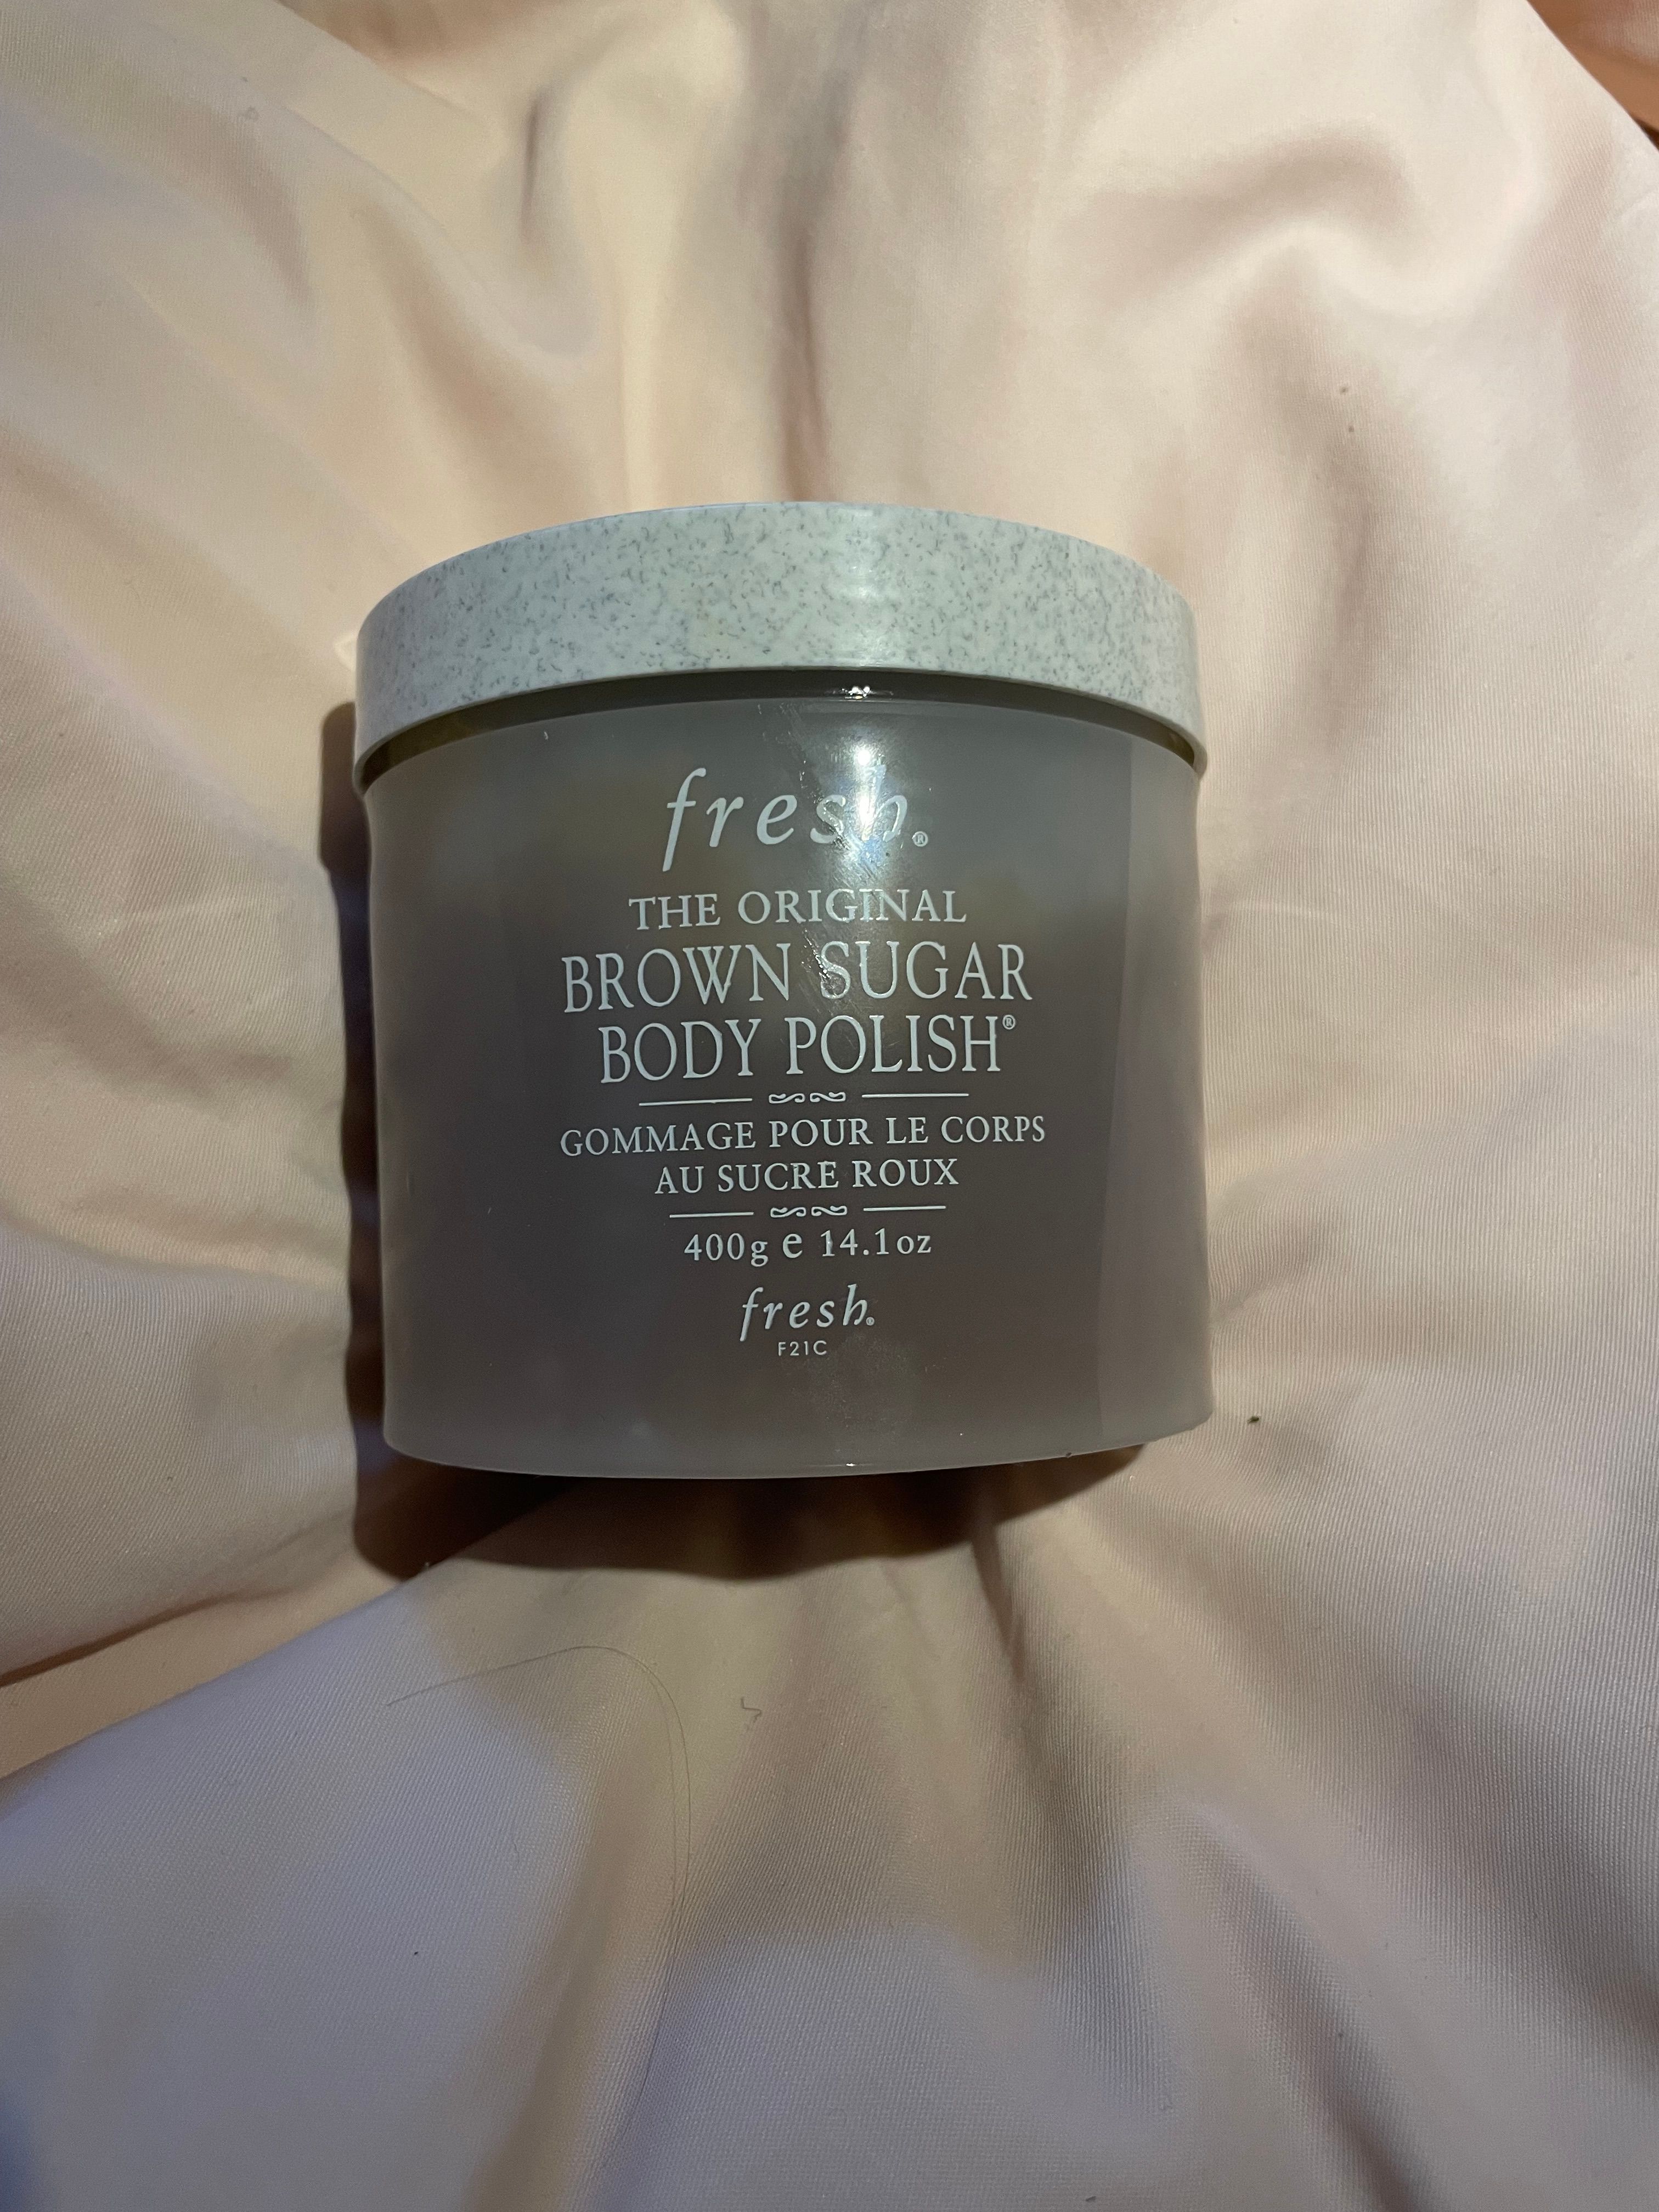 fresh®
THE ORIGINAL
BROWN SUGAR
BODY POLISH®
GOMMAGE POUR LE CORPS
AU SUCRE ROUX
400g e 14.1oz
fresh®
F21C